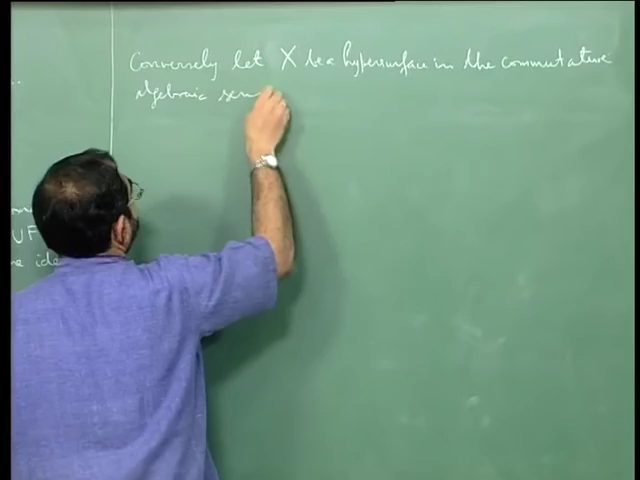 Conversely let X be a hypersurface in the commutative
algebraic sen
UF
e ide